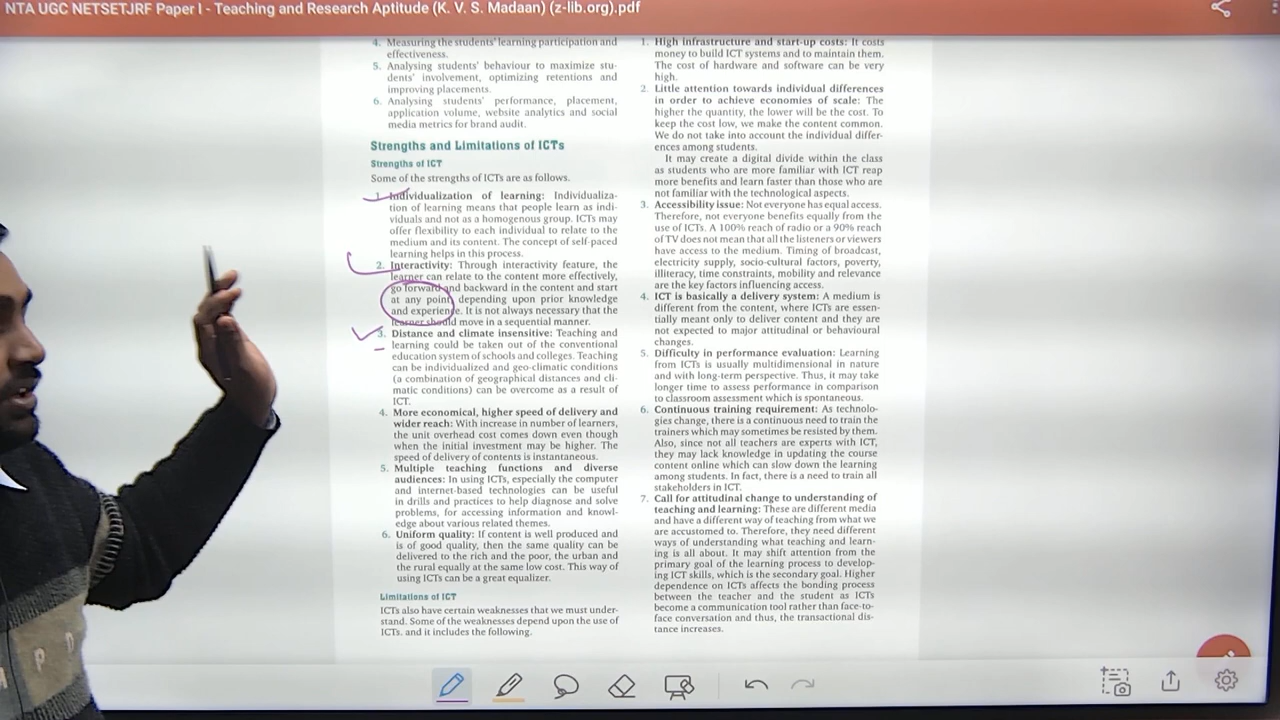 NTA UGC NETSETJRF Paper I - Teaching and Research Aptitude (K. V. S. Madaan) (z-lib.org).pdf
4. Measuring the students' learning participation and
effectiveness.
5. Analysing students' behaviour to maximize stu-
dents' involvement, optimizing retentions and
improving placements.
6. Analysing students' performance, placement,
application volume, website analytics and social
media metrics for brand audit.
Strengths and Limitations of ICTs
Strengths of ICT
Some of the strengths of ICTs are as follows.
1. Individualization of learning: Individualiza-
tion of learning means that people learn as indi-
viduals and not as a homogenous group. ICTs may
offer flexibility to each individual to relate to the
medium and its content. The concept of self-paced
learning helps in this process.
2. Interactivity: Through interactivity feature, the
learner can relate to the content more effectively,
go forward and backward in the content and start
at any point depending upon prior knowledge
and experience. It is not always necessary that the
learner should move in a sequential manner.
3. Distance and climate insensitive: Teaching and
learning could be taken out of the conventional
education system of schools and colleges. Teaching
can be individualized and geo-climatic conditions
(a combination of geographical distances and cli-
matic conditions) can be overcome as a result of
ICT.
4. More economical, higher speed of delivery and
wider reach: With increase in number of learners,
the unit overhead cost comes down even though
when the initial investment may be higher. The
speed of delivery of contents is instantaneous.
5. Multiple teaching functions and diverse
audiences: In using ICTs, especially the computer
and internet-based technologies can be useful
in drills and practices to help diagnose and solve
problems, for accessing information and knowl-
edge about various related themes.
6. Uniform quality: If content is well produced and
is of good quality, then the same quality can be
delivered to the rich and the poor, the urban and
the rural equally at the same low cost. This way of
using ICTs can be a great equalizer.
Limitations of ICT
ICTs also have certain weaknesses that we must under-
stand. Some of the weaknesses depend upon the use of
ICTs. and it includes the following.
1. High infrastructure and start-up costs: It costs
money to build ICT systems and to maintain them.
The cost of hardware and software can be very
high.
2. Little attention towards individual differences
in order to achieve economies of scale: The
higher the quantity, the lower will be the cost. To
keep the cost low, we make the content common.
We do not take into account the individual differ-
ences among students.
It may create a digital divide within the class
as students who are more familiar with ICT reap
more benefits and learn faster than those who are
not familiar with the technological aspects.
3. Accessibility issue: Not everyone has equal access.
Therefore, not everyone benefits equally from the
use of ICTs. A 100% reach of radio or a 90% reach
of TV does not mean that all the listeners or viewers
have access to the medium. Timing of broadcast,
electricity supply, socio-cultural factors, poverty,
illiteracy, time constraints, mobility and relevance
are the key factors influencing access.
4. ICT is basically a delivery system: A medium is
different from the content, where ICTs are essen-
tially meant only to deliver content and they are
not expected to major attitudinal or behavioural
changes.
5. Difficulty in performance evaluation: Learning
from ICTs is usually multidimensional in nature
and with long-term perspective. Thus, it may take
longer time to assess performance in comparison
to classroom assessment which is spontaneous.
6. Continuous training requirement: As technolo-
gies change, there is a continuous need to train the
trainers which may sometimes be resisted by them.
Also, since not all teachers are experts with ICT,
they may lack knowledge in updating the course
content online which can slow down the learning
among students. In fact, there is a need to train all
stakeholders in ICT.
7. Call for attitudinal change to understanding of
teaching and learning: These are different media
and have a different way of teaching from what we
are accustomed to. Therefore, they need different
ways of understanding what teaching and learn-
ing is all about. It may shift attention from the
primary goal of the learning process to develop-
ing ICT skills, which is the secondary goal. Higher
dependence on ICTs affects the bonding process
between the teacher and the student as ICTs
become a communication tool rather than face-to-
face conversation and thus, the transactional dis-
tance increases.